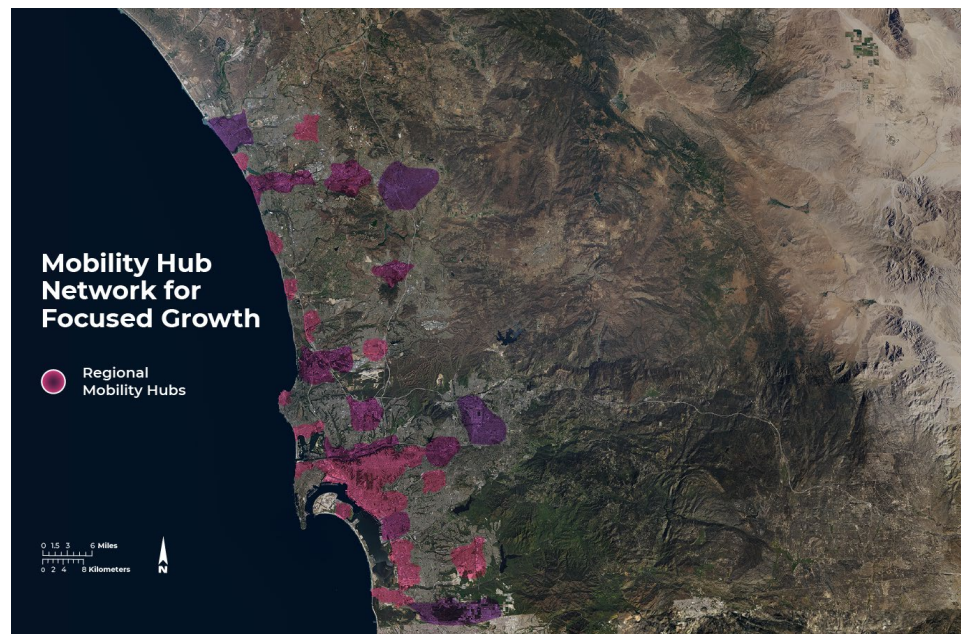 Mobility Hub
Network for
Focused Growth
Regional
Mobility Hubs
0 1.5 3 6 Miles
0 2 4 8 Kilometers
N